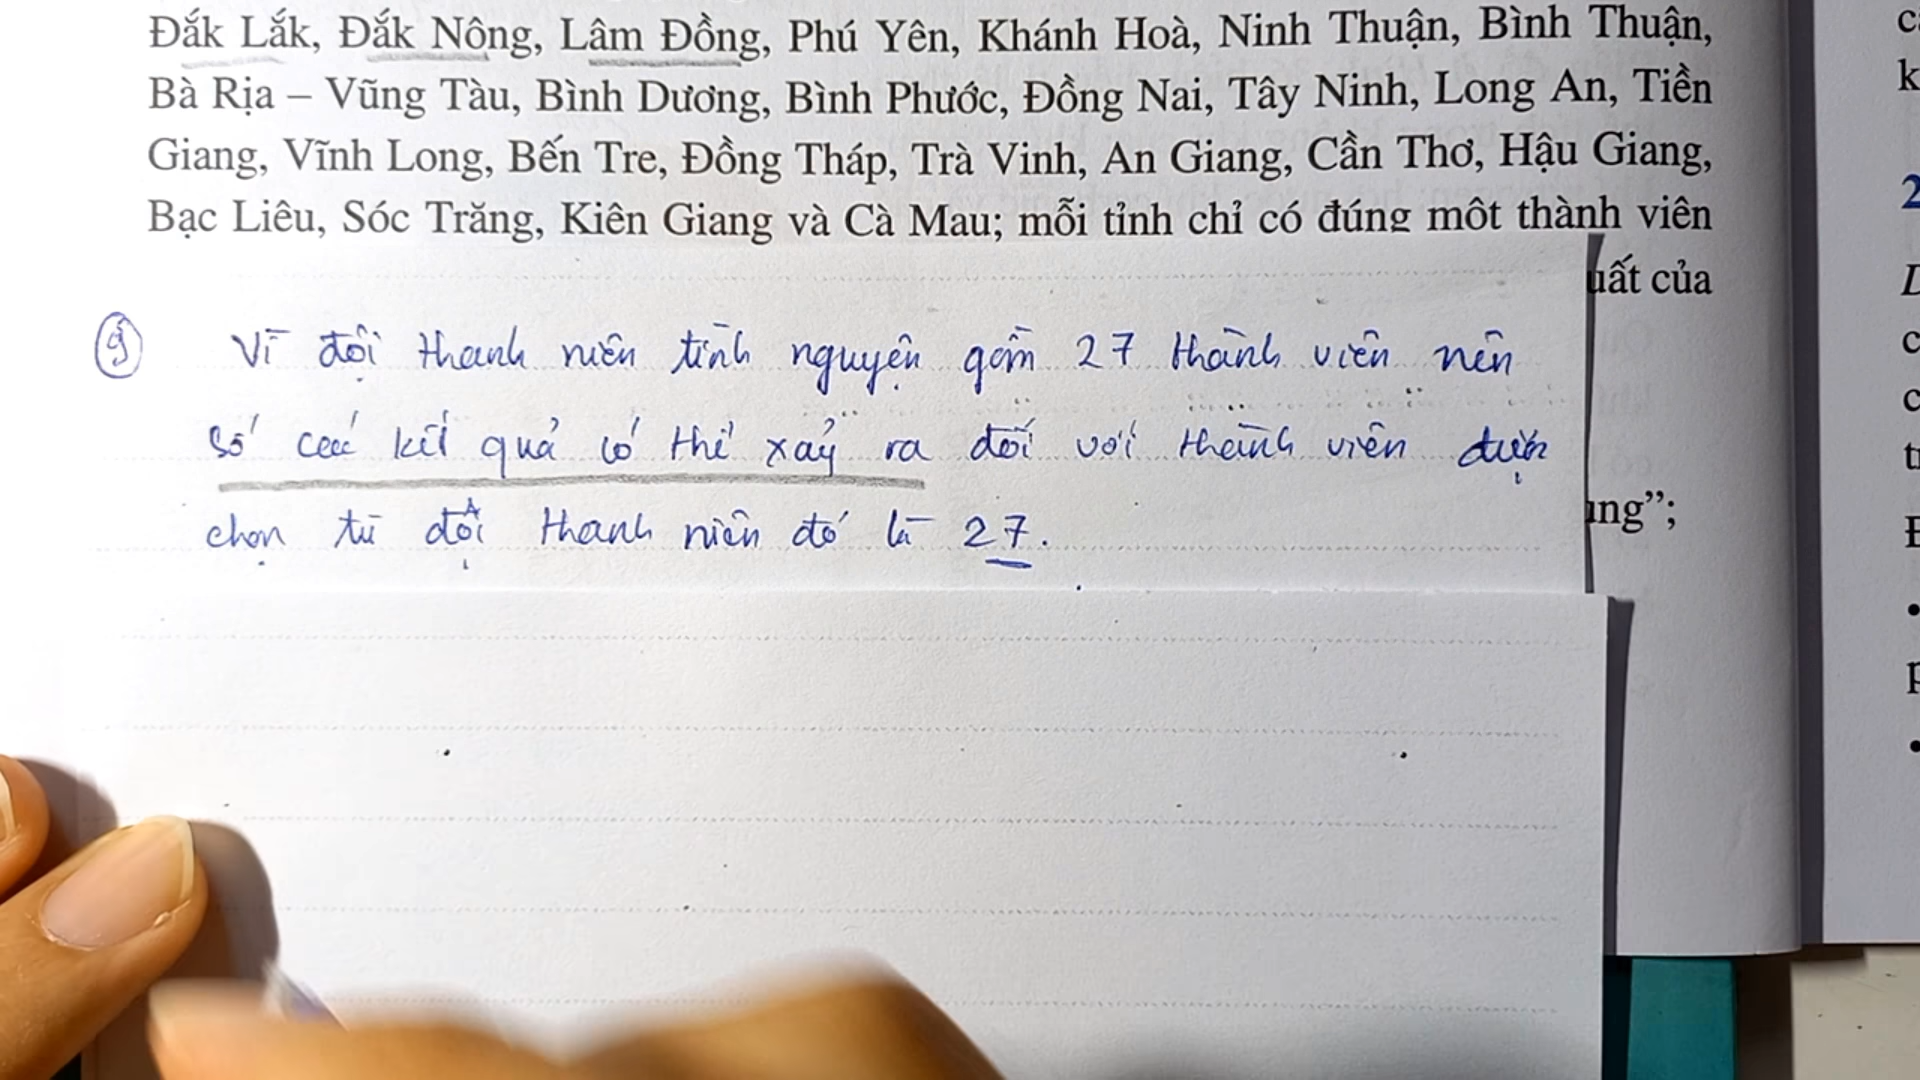 Đắk Lắk, Đắk Nông, Lâm Đồng, Phú Yên, Khánh Hoà, Ninh Thuận, Bình Thuận,
Bà Rịa – Vũng Tàu, Bình Dương, Bình Phước, Đồng Nai, Tây Ninh, Long An, Tiền
Giang, Vĩnh Long, Bến Tre, Đồng Tháp, Trà Vinh, An Giang, Cần Thơ, Hậu Giang,
Bạc Liêu, Sóc Trăng, Kiên Giang và Cà Mau; mỗi tỉnh chỉ có đúng một thành viên
uất của
Vì đội thanh niên tình nguyện gồm 27 thành viên nên
số các kết quả có thể xảy ra đối với thành viên được
chọn từ đội thanh niên đó là 27.
ung”;
2